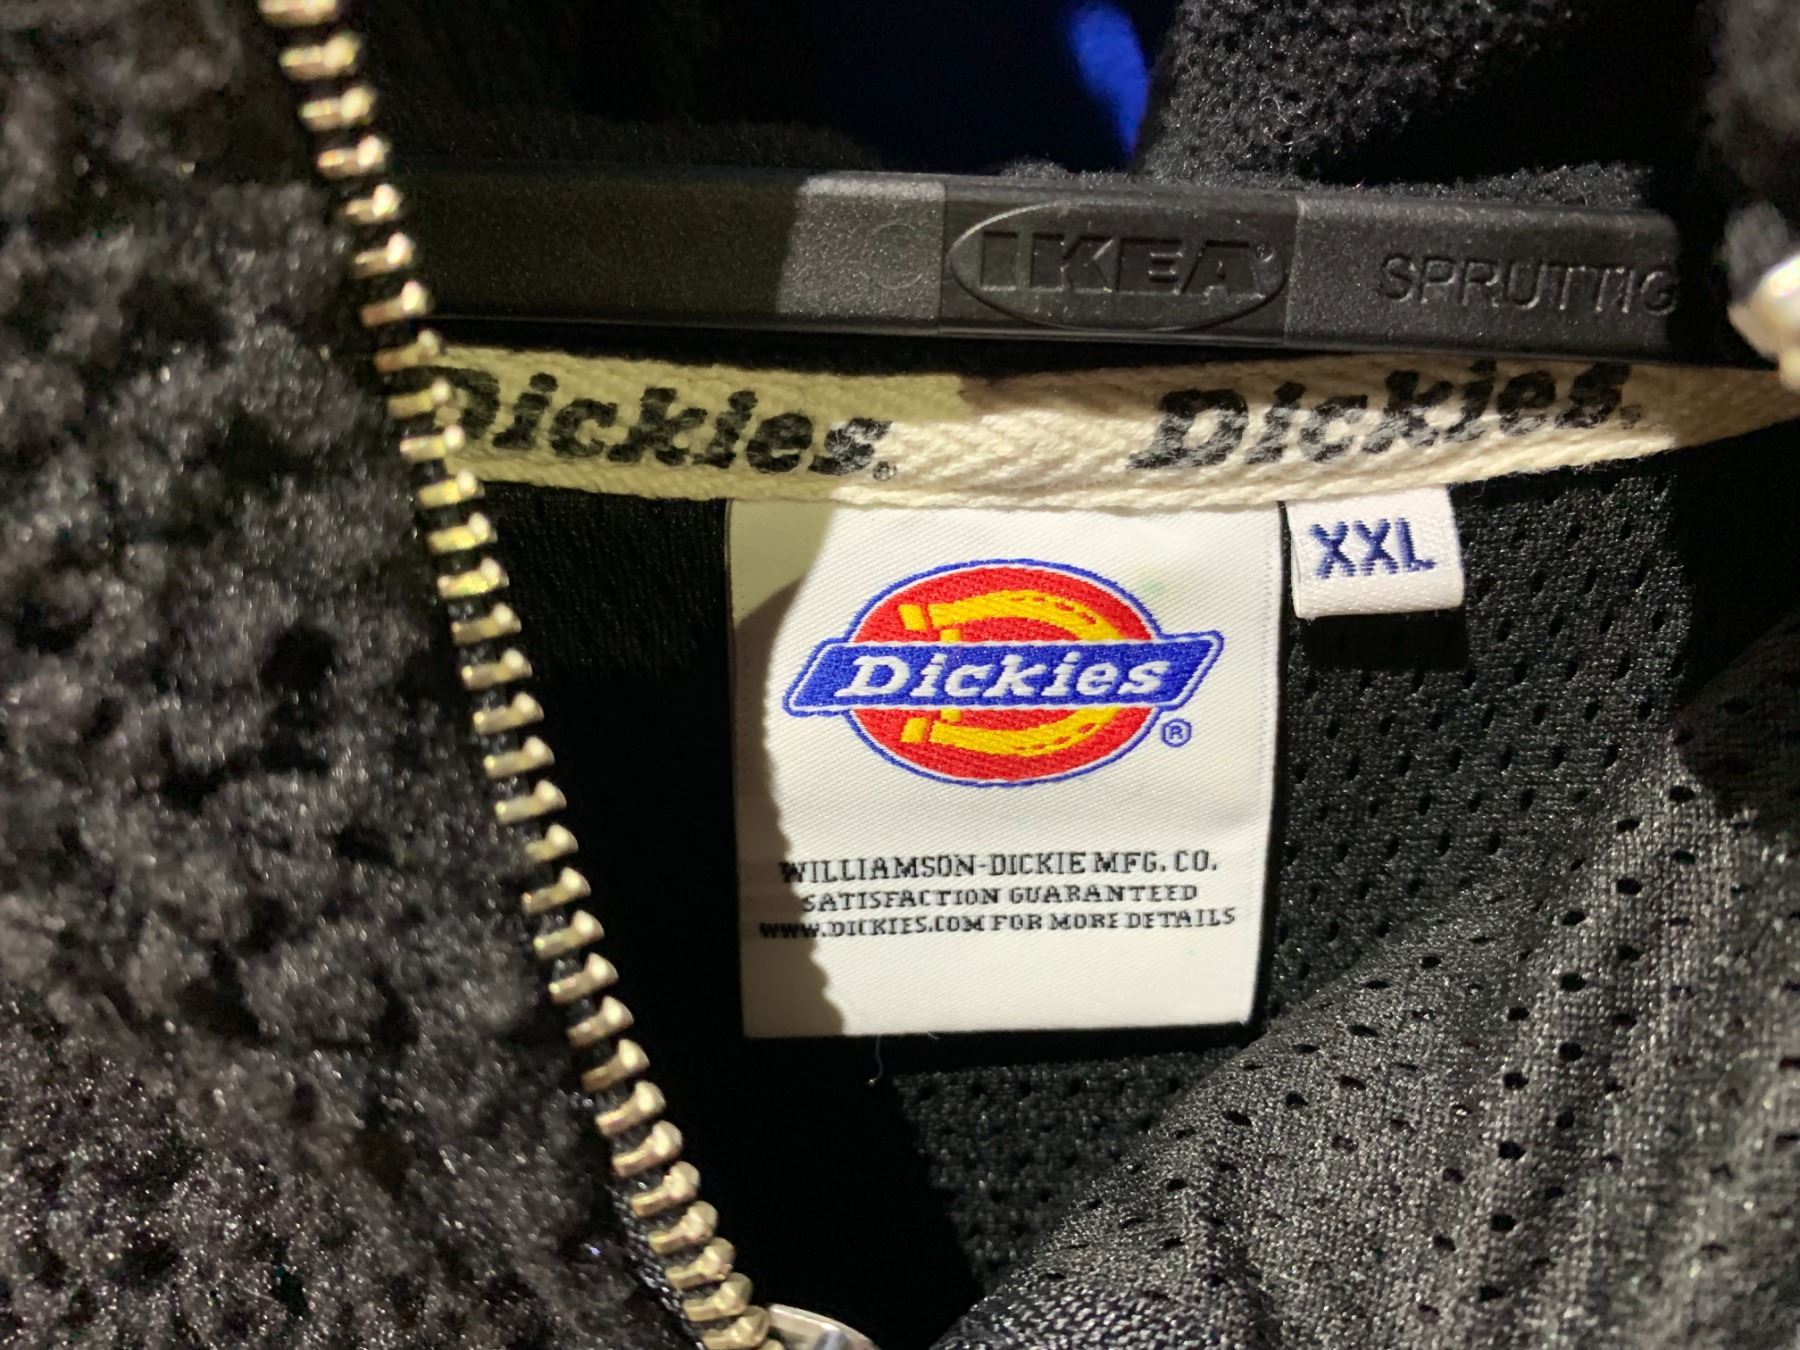 IKEA® SPRUTTIG
Dickies® Dickies®
XXL
Dickies®
WILLIAMSON-DICKIE MFG. CO.
SATISFACTION GUARANTEED
WWW.DICKIES.COM FOR MORE DETAILS